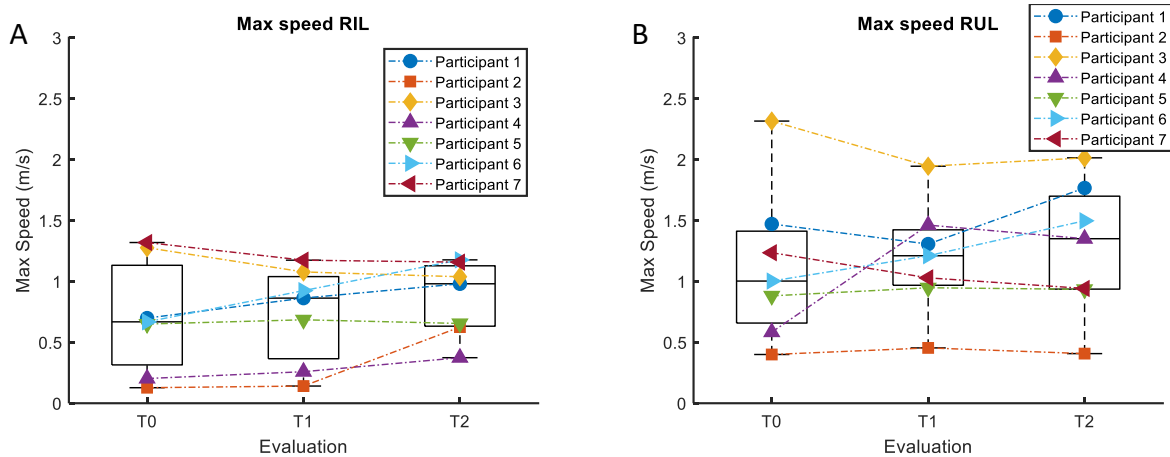 A
Max speed RIL
3
2.5
2
1.5
1
0.5
0
Max Speed (m/s)
T0 T1 T2
Evaluation
Participant 1
Participant 2
Participant 3
Participant 4
Participant 5
Participant 6
Participant 7
B
Max speed RUL
3
2.5
2
1.5
1
0.5
0
Max Speed (m/s)
T0 T1 T2
Evaluation
Participant 1
Participant 2
Participant 3
Participant 4
Participant 5
Participant 6
Participant 7